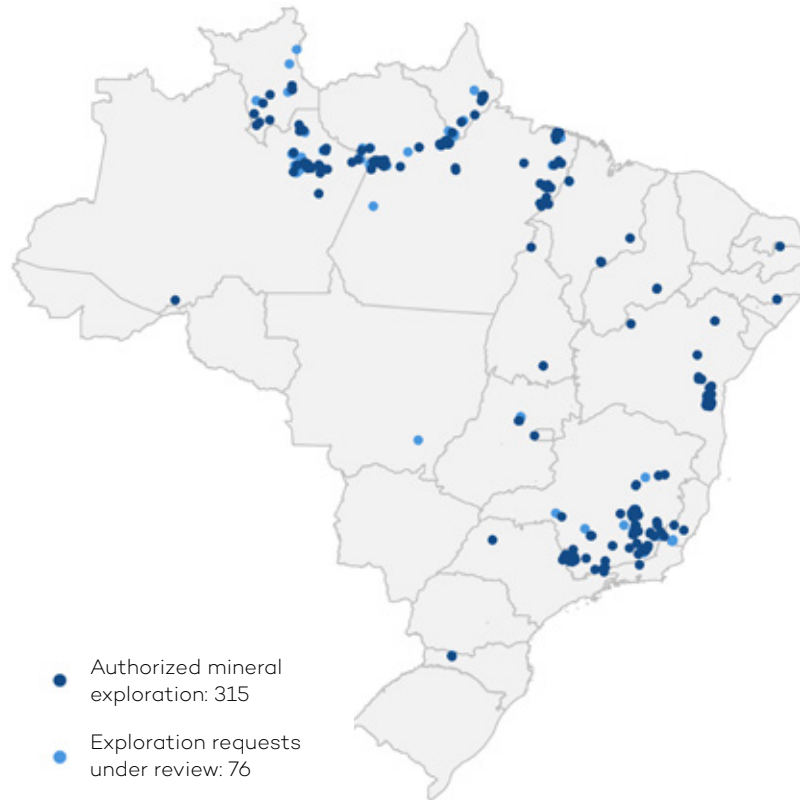 Authorized mineral
exploration: 315
Exploration requests
under review: 76